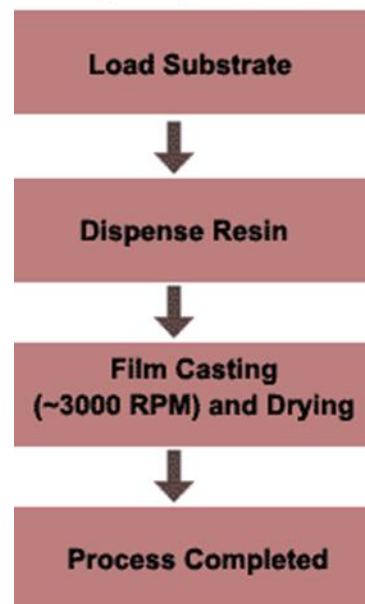 Load Substrate
Dispense Resin
Film Casting
(~3000 RPM) and Drying
Process Completed